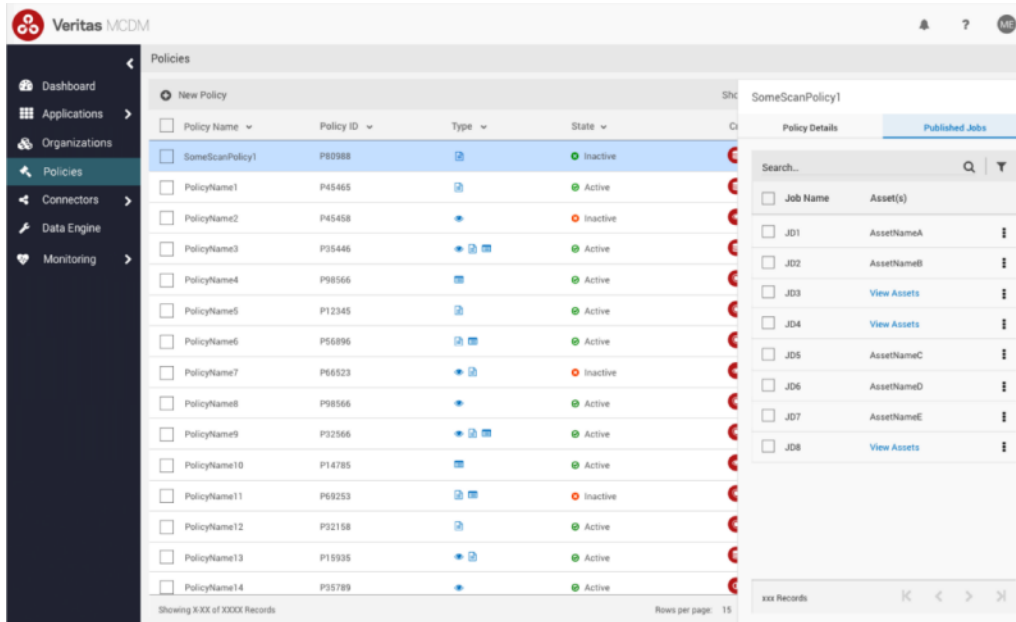 Veritas MCDM
ME
Dashboard
Applications
Organizations
Policies
Connectors
Data Engine
Monitoring
Policies
New Policy
Policy Name Policy ID Type State
SomeScanPolicy1 P80988 Inactive
PolicyName1 P45465 Active
PolicyName2 P45458 Inactive
PolicyName3 P35446 Active
PolicyName4 P98566 Active
PolicyName5 P12345 Active
PolicyName6 P56896 Active
PolicyName7 P66523 Inactive
PolicyName8 P98566 Active
PolicyName9 P32566 Active
PolicyName10 P14785 Active
PolicyName11 P69253 Inactive
PolicyName12 P32158 Active
PolicyName13 P15935 Active
PolicyName14 P35789 Active
Showing X-XX of XXXX Records Rows per page: 15
SomeScanPolicy1
Policy Details Published Jobs
Search...
Job Name Asset(s)
JD1 AssetNameA
JD2 AssetNameB
JD3 View Assets
JD4 View Assets
JD5 AssetNameC
JD6 AssetNameD
JD7 AssetNameE
JD8 View Assets
xxx Records